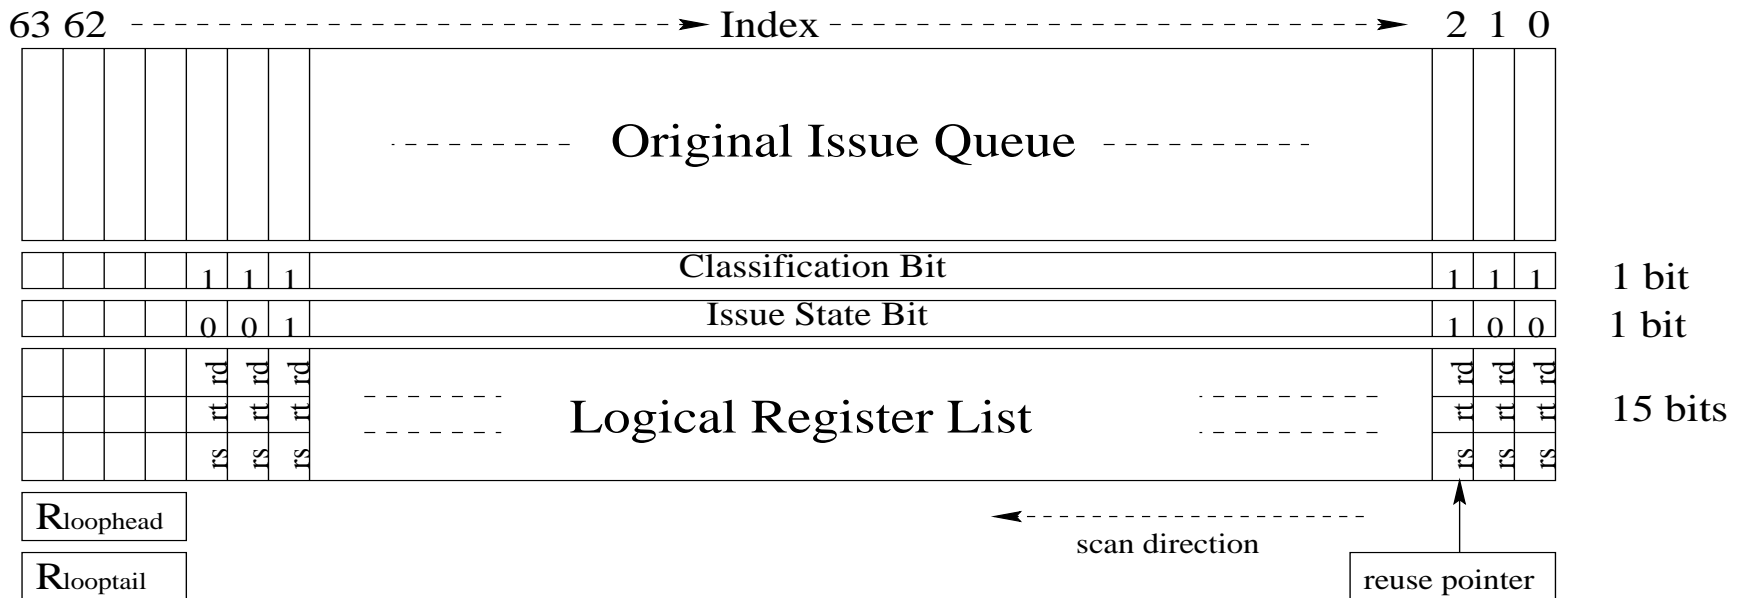 63 62 Index 2 1 0
Original Issue Queue
Classification Bit
1 1 1 1 1 1 1 bit
Issue State Bit
0 0 1 1 0 0 1 bit
rd rd rd rd rd rd
rt rt rt rt rt rt
Logical Register List 15 bits
rs rs rs rs rs rs
Rloophead
scan direction
Rlooptail
reuse pointer